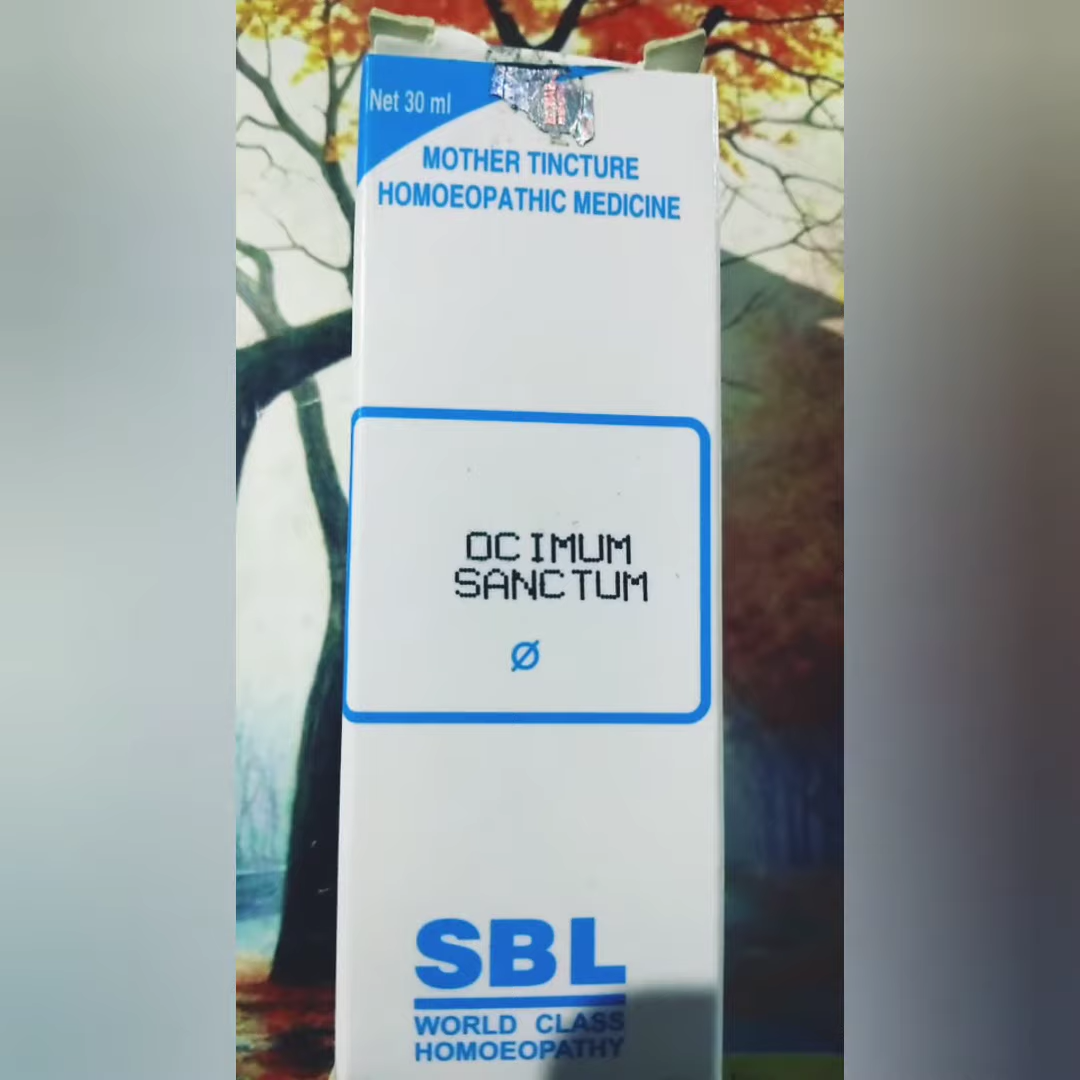 Net 30 ml
MOTHER TINCTURE
HOMOEOPATHIC MEDICINE
OCIMUM
SANCTUM
Ø
SBL
WORLD CLASS
HOMOEOPATHY